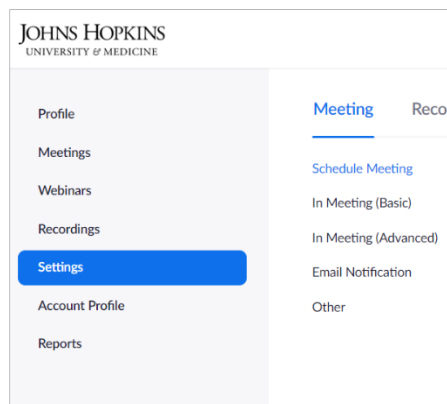 JOHNS HOPKINS
UNIVERSITY & MEDICINE
Profile
Meetings
Webinars
Recordings
Settings
Account Profile
Reports
Meeting Reco
Schedule Meeting
In Meeting (Basic)
In Meeting (Advanced)
Email Notification
Other